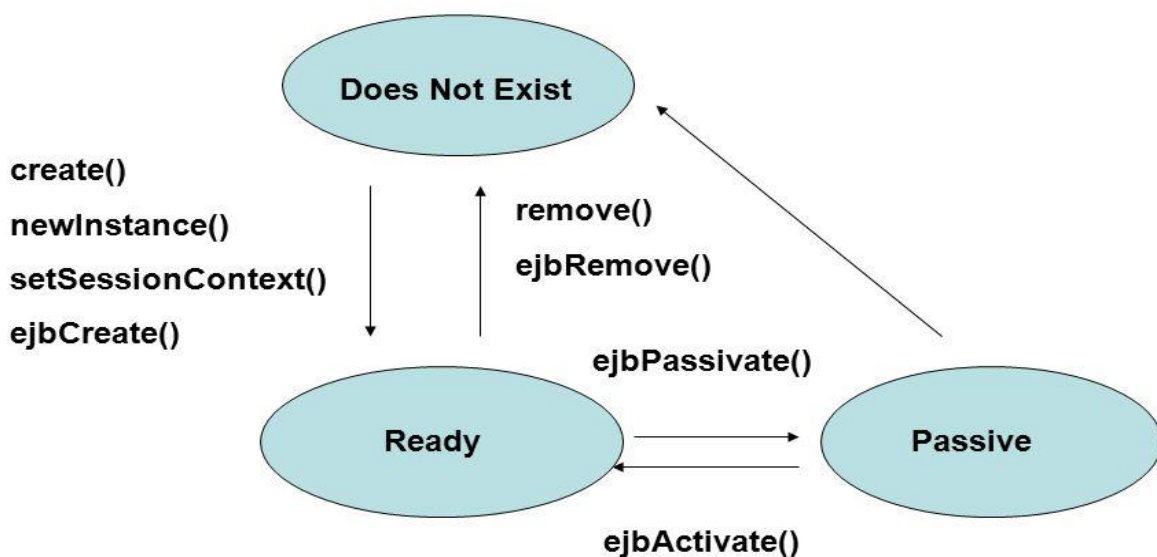 Does Not Exist
create()
newInstance()
setSessionContext()
ejbCreate()
remove()
ejbRemove()
ejbPassivate()
Ready
Passive
ejbActivate()